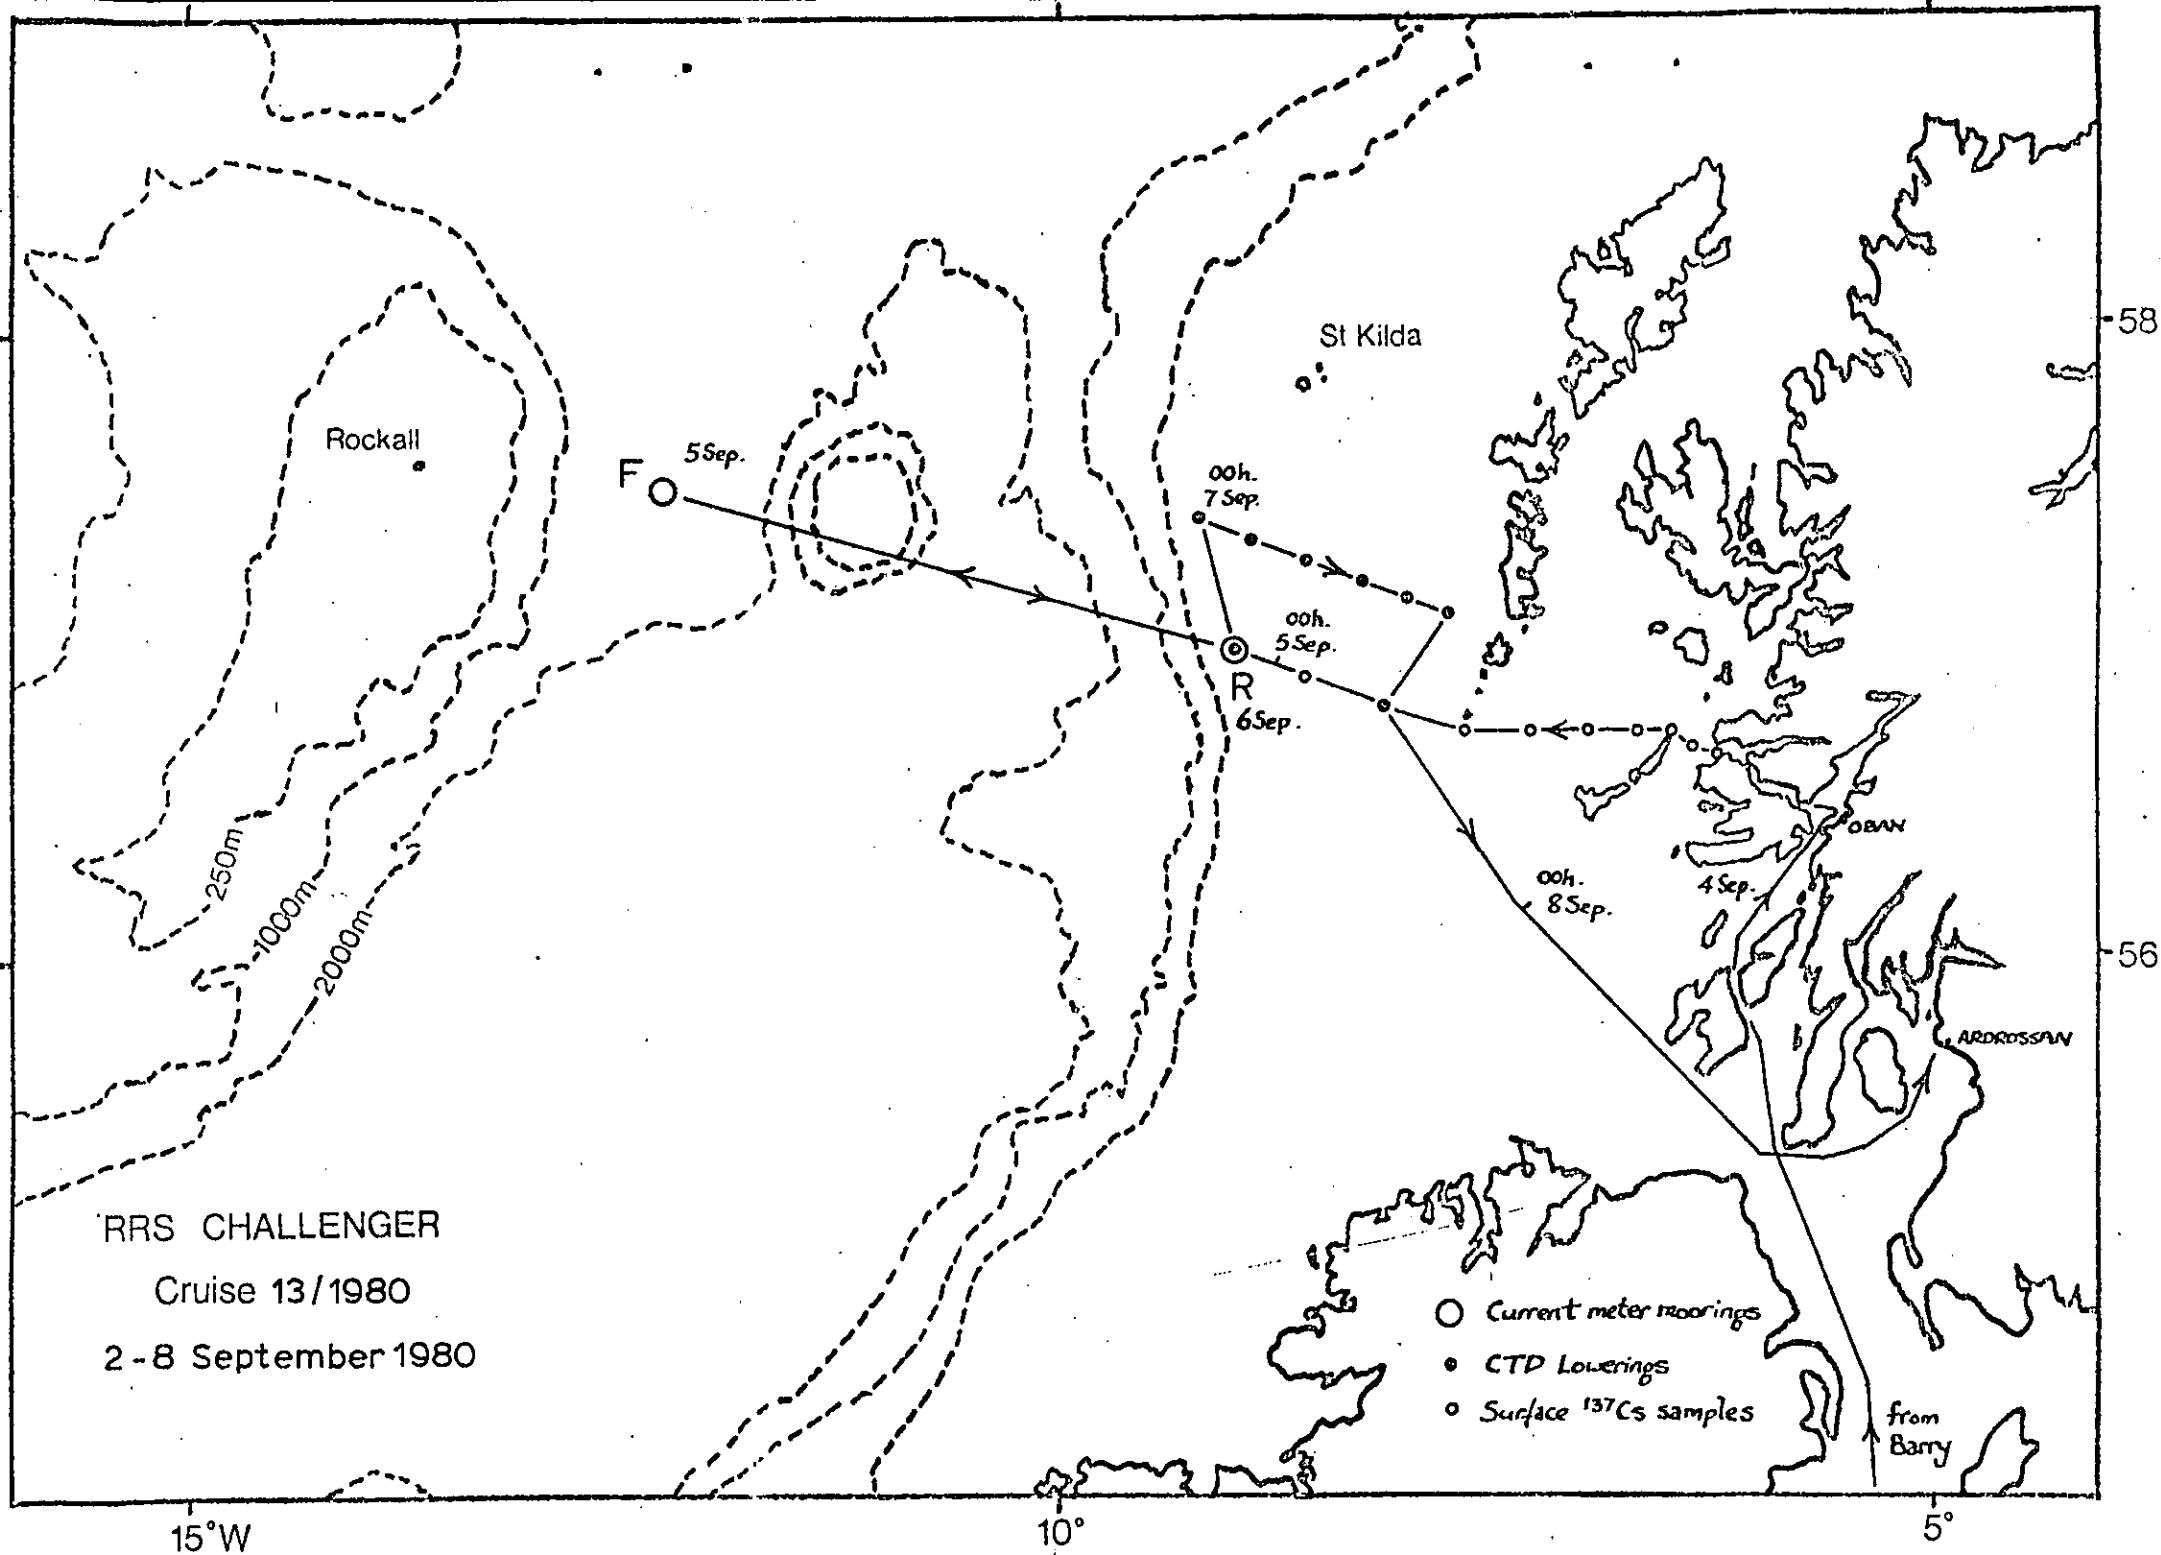 58
St Kilda
Rockall
F
5 Sep.
00h.
7 Sep.
00h.
5 Sep.
R
6 Sep.
OBAN
250m
1000m
2000m
00h.
8 Sep.
4 Sep.
56
ARDROSSAN
RRS CHALLENGER
Cruise 13/1980
2-8 September 1980
Current meter moorings
CTD Lowerings
Surface ¹³⁷Cs samples
from
Barry
15°W
10°
5°